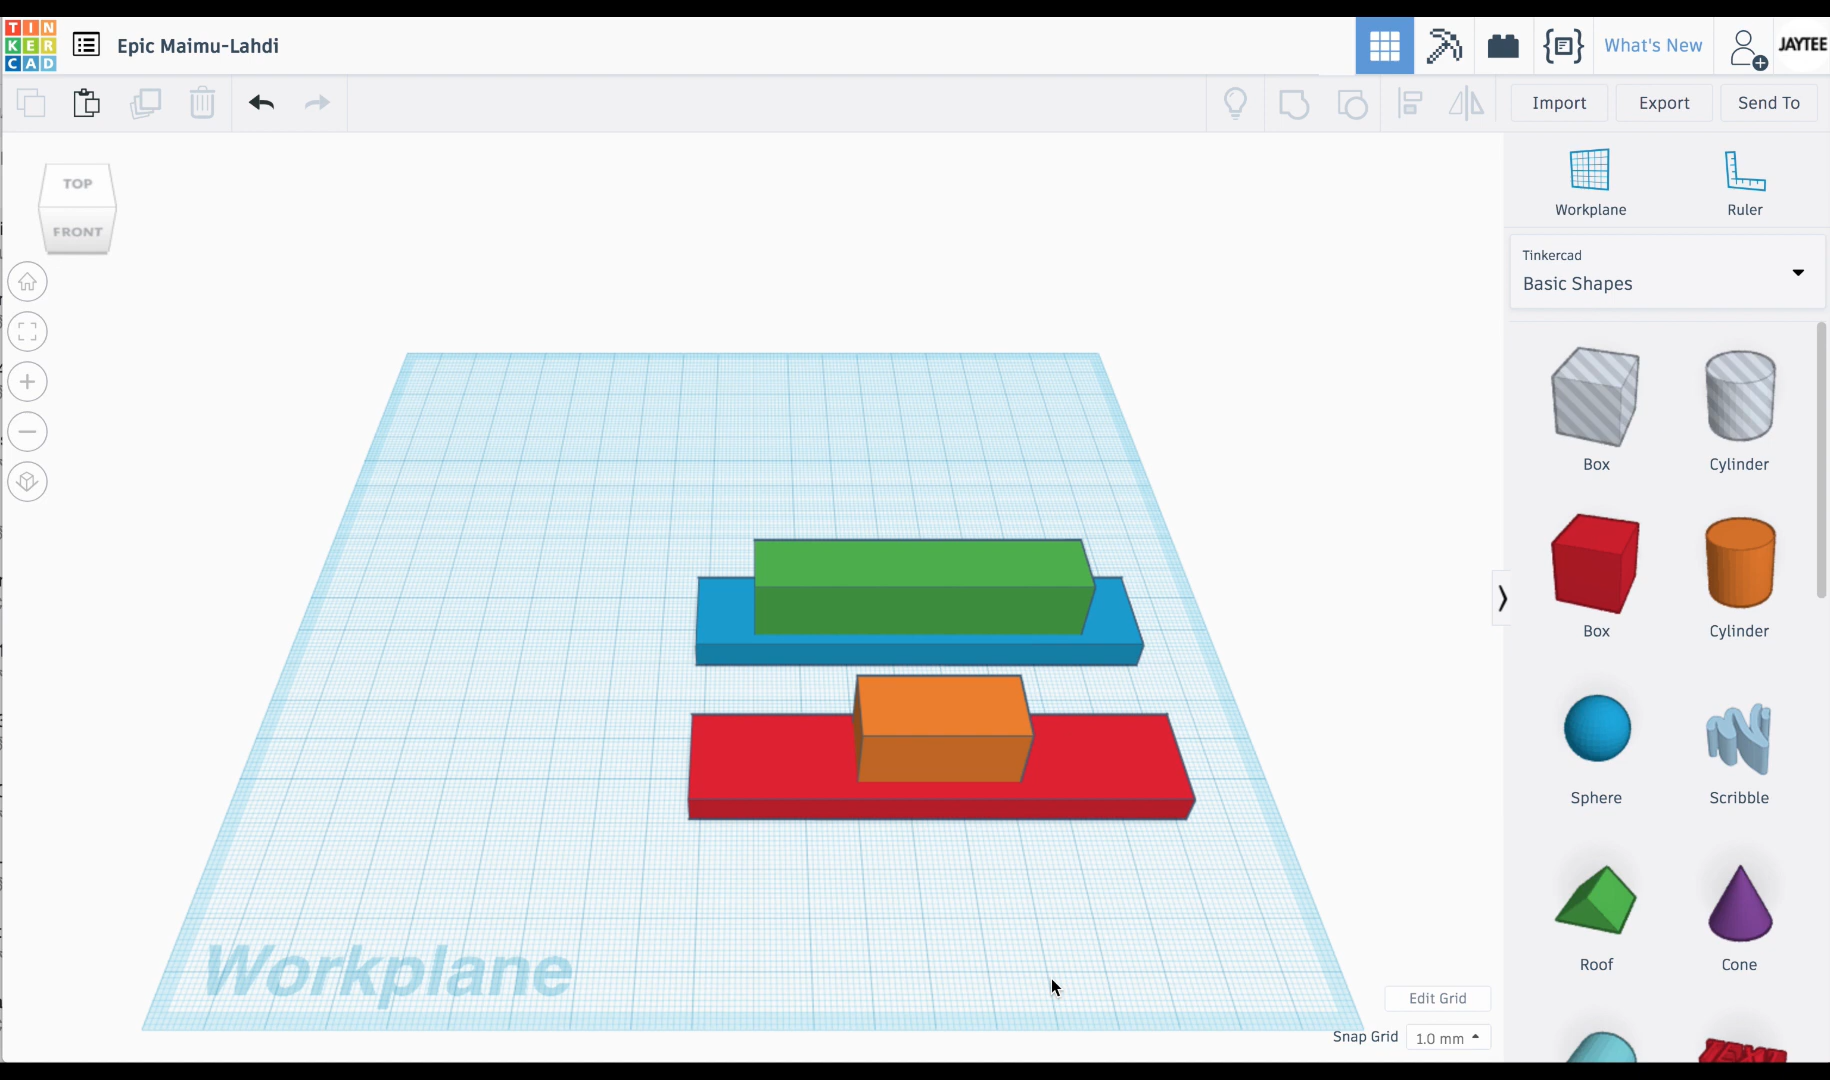 TIN
KER
CAD
Epic Maimu-Lahdi
What's New
JAYTEE
Import
Export
Send To
TOP
FRONT
Workplane
Ruler
Tinkercad
Basic Shapes
Box
Cylinder
Box
Cylinder
Sphere
Scribble
Roof
Cone
Workplane
Edit Grid
Snap Grid
1.0 mm
TEXT